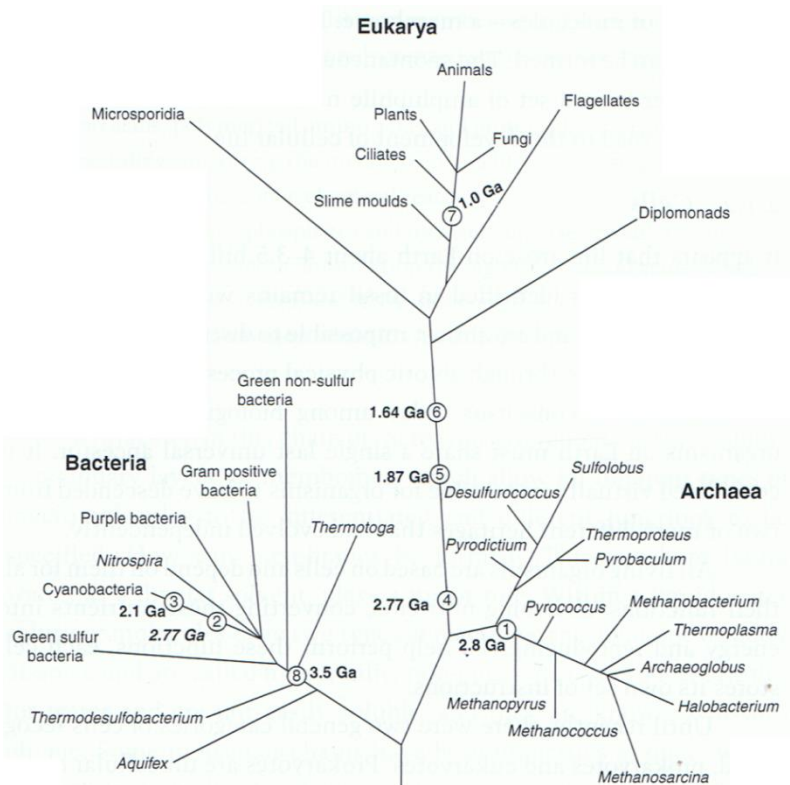 Eukarya
Animals
Microsporidia
Plants
Flagellates
Fungi
Ciliates
Slime moulds
7
1.0 Ga
Diplomonads
Green non-sulfur
bacteria
1.64 Ga
6
Bacteria
Gram positive
bacteria
1.87 Ga
5
Sulfolobus
Desulfurococcus
Archaea
Purple bacteria
Thermotoga
Thermoproteus
Pyrodictium
Pyrobaculum
Nitrospira
Cyanobacteria
3
2.1 Ga
2
2.77 Ga
2.77 Ga
4
Pyrococcus
Methanobacterium
1
2.8 Ga
Thermoplasma
Green sulfur
bacteria
8
3.5 Ga
Archaeoglobus
Halobacterium
Methanopyrus
Methanococcus
Thermodesulfobacterium
Aquifex
Methanosarcina